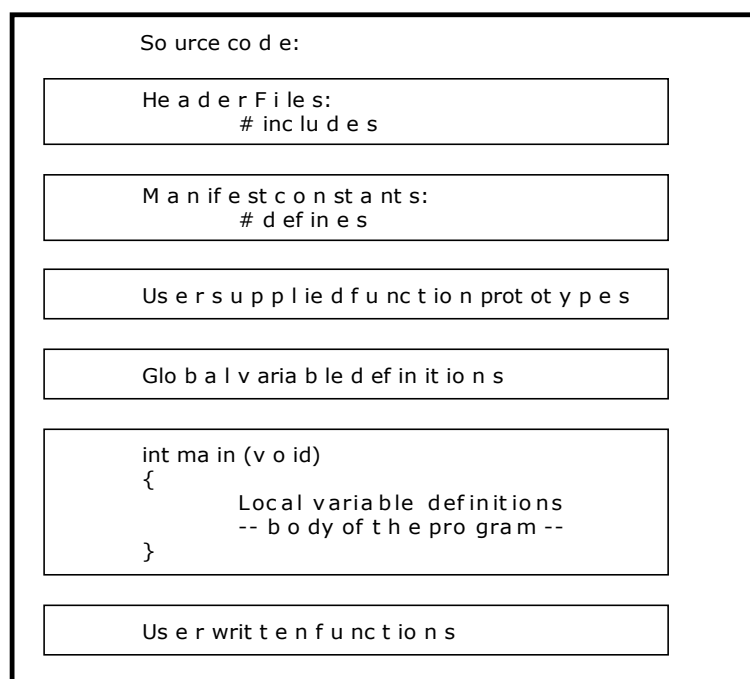 Source code:
Header Files:
# includes
Manifest constants:
# defines
User supplied function prototypes
Global variable definitions
int main (void)
{
Local variable definitions
-- body of the program --
}
User written functions